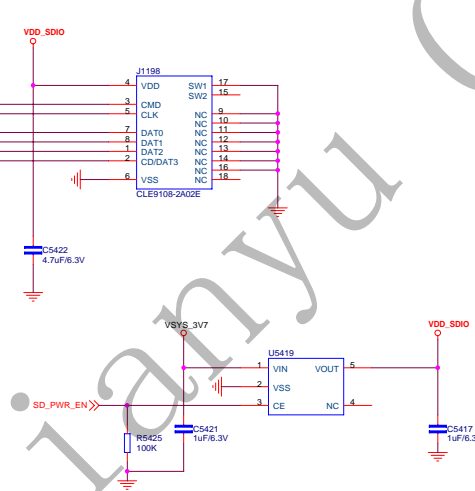 VDD_SDIO
J1198
4 VDD SW1 17
SW2 15
3 CMD NC 9
5 CLK NC 10
7 DAT0 NC 11
8 DAT1 NC 12
1 DAT2 NC 13
2 CD/DAT3 NC 14
NC 16
6 VSS NC 18
CLE9108-2A02E
C5422
4.7uF/6.3V
VSYS_3V7
VDD_SDIO
U5419
1 VIN VOUT 5
2 VSS
SD_PWR_EN 3 CE NC 4
R5425
100K
C5421
1uF/6.3V
C5417
1uF/6.3